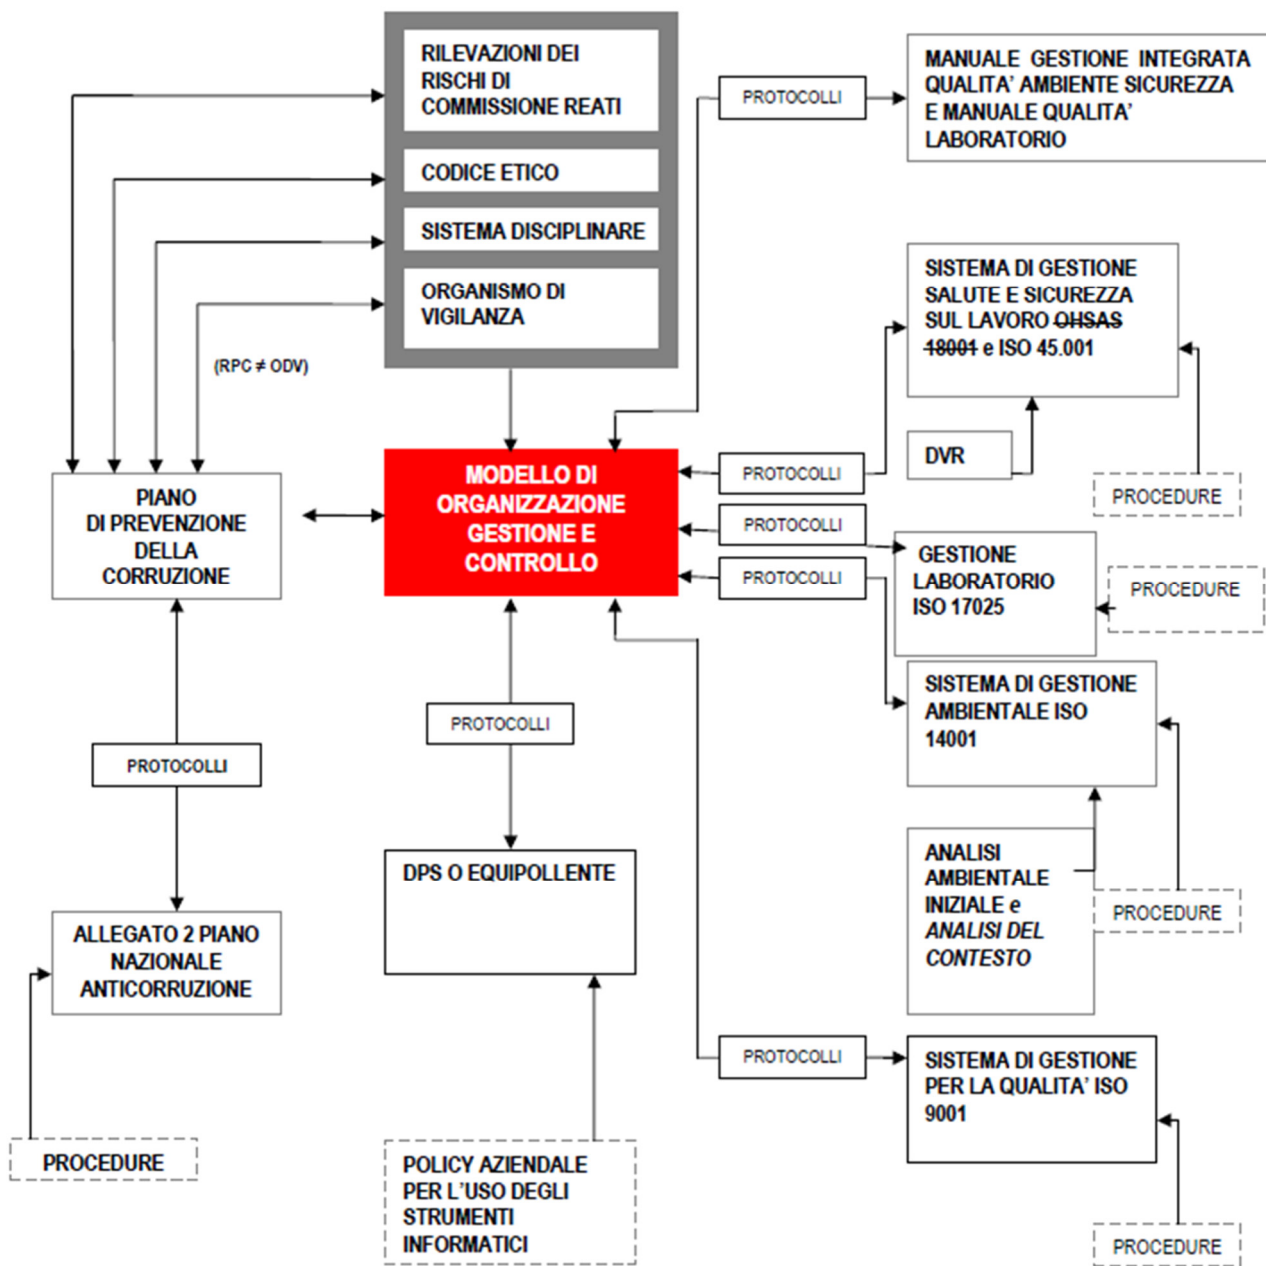 RILEVAZIONI DEI
RISCHI DI
COMMISSIONE REATI
CODICE ETICO
SISTEMA DISCIPLINARE
ORGANISMO DI
VIGILANZA
(RPC ≠ ODV)
PROTOCOLLI
MANUALE GESTIONE INTEGRATA
QUALITA' AMBIENTE SICUREZZA
E MANUALE QUALITA'
LABORATORIO
SISTEMA DI GESTIONE
SALUTE E SICUREZZA
SUL LAVORO OHSAS
18001 e ISO 45.001
DVR
PROCEDURE
PIANO
DI PREVENZIONE
DELLA
CORRUZIONE
MODELLO DI
ORGANIZZAZIONE
GESTIONE E
CONTROLLO
PROTOCOLLI
PROTOCOLLI
PROTOCOLLI
GESTIONE
LABORATORIO
ISO 17025
PROCEDURE
SISTEMA DI GESTIONE
AMBIENTALE ISO
14001
PROTOCOLLI
PROTOCOLLI
ANALISI
AMBIENTALE
INIZIALE e
ANALISI DEL
CONTESTO
PROCEDURE
DPS O EQUIPOLLENTE
ALLEGATO 2 PIANO
NAZIONALE
ANTICORRUZIONE
PROTOCOLLI
SISTEMA DI GESTIONE
PER LA QUALITA' ISO
9001
PROCEDURE
POLICY AZIENDALE
PER L'USO DEGLI
STRUMENTI
INFORMATICI
PROCEDURE